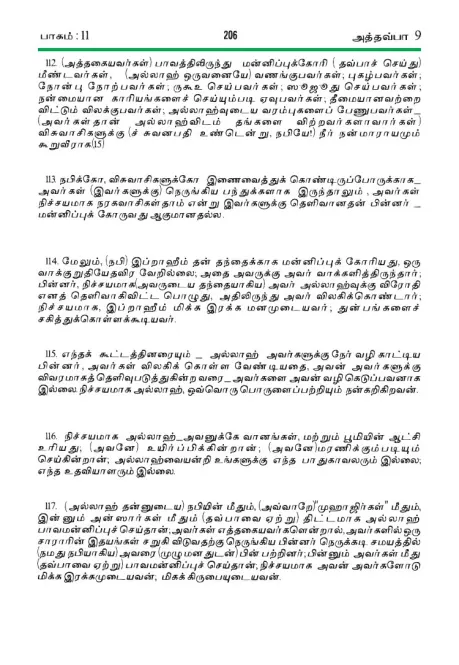 பாகம் : 11 206 அத்தவ்பா 9
112. (அத்தகையவர்கள்) பாவத்திலிருந்து மன்னிப்புக்கோரி ( தவ்பாச் செய்து)
மீண்டவர்கள், (அல்லாஹ் ஒருவனையே) வணங்குபவர்கள்; புகழ்பவர்கள்;
நோன்பு நோற்பவர்கள்; ருகூஉ செய்பவர்கள்; ஸுஜூது செய்பவர்கள்;
நன்மையான காரியங்களைச் செய்யும்படி ஏவுபவர்கள்; தீமையானவற்றை
விட்டும் விலக்குபவர்கள்; அல்லாஹ்வுடைய வரம்புகளைப் பேணுபவர்கள் _
(அவர்கள்தான் அல்லாஹ்விடம் தங்களை விற்றவர்களாவார்கள்)
விசுவாசிகளுக்கு (ச் சுவனபதி உண்டென்று, நபியே!) நீர் நன்மாராயமும்
கூறுவீராக(15)
113. நபிக்கோ, விசுவாசிகளுக்கோ இணைவைத்துக் கொண்டிருப்போருக்காக_
அவர்கள் (இவர்களுக்கு) நெருங்கிய பந்துக்களாக இருந்தாலும் , அவர்கள்
நிச்சயமாக நரகவாசிகள்தாம் என்று இவர்களுக்கு தெளிவானதன் பின்னர் _
மன்னிப்புக் கோருவது ஆகுமானதல்ல.
114. மேலும், (நபி) இப்றாஹீம் தன் தந்தைக்காக மன்னிப்புக் கோரியது, ஒரு
வாக்குறுதியேதவிர வேறில்லை; அதை அவருக்கு அவர் வாக்களித்திருந்தார்;
பின்னர், நிச்சயமாக(அவருடைய தந்தையாகிய) அவர் அல்லாஹ்வுக்கு விரோதி
எனத் தெளிவாகிவிட்ட பொழுது, அதிலிருந்து அவர் விலகிக்கொண்டார்;
நிச்சயமாக, இப்றாஹீம் மிக்க இரக்க மனமுடையவர்; துன்பங்களைச்
சகித்துக்கொள்ளக்கூடியவர்.
115. எந்தக் கூட்டத்தினரையும் _ அல்லாஹ் அவர்களுக்கு நேர் வழி காட்டிய
பின்னர், அவர்கள் விலகிக் கொள்ள வேண்டியதை, அவன் அவர்களுக்கு
விவரமாகத் தெளிவுபடுத்துகின்ற வரை_அவர்களை அவன் வழி கெடுப்பவனாக
இல்லை. நிச்சயமாக அல்லாஹ், ஒவ்வொரு பொருளைப்பற்றியும் நன்கறிகிறவன்.
116. நிச்சயமாக அல்லாஹ்_அவனுக்கே வானங்கள், மற்றும் பூமியின் ஆட்சி
உரியது; (அவனே) உயிர்ப்பிக்கின்றான்; (அவனே)மரணிக்கும்படியும்
செய்கின்றான்; அல்லாஹ்வையன்றி உங்களுக்கு எந்த பாதுகாவலரும் இல்லை;
எந்த உதவியாளரும் இல்லை.
117. (அல்லாஹ் தன்னுடைய) நபியின் மீதும், (அவ்வாறே)"முஹாஜிர்கள்" மீதும்,
இன்னும் அன்ஸார்கள் மீதும் (தவ்பாவை ஏற்று) திட்டமாக அல்லாஹ்
பாவமன்னிப்புச் செய்தான்; அவர்கள் எத்தகையவர்களென்றால், அவர்களில் ஒரு
சாராரின் இதயங்கள் சறுகி விடுவதற்கு நெருங்கிய பின்னர் நெருக்கடி சமயத்தில்
(நமது நபியாகிய) அவரை (முழு மனதுடன்) பின்பற்றினர்; பின்னும் அவர்கள் மீது
(தவ்பாவை ஏற்று) பாவமன்னிப்புச் செய்தான்; நிச்சயமாக அவன் அவர்களோடு
மிக்க இரக்கமுடையவன், மிகக் கிருபையுடையவன்.